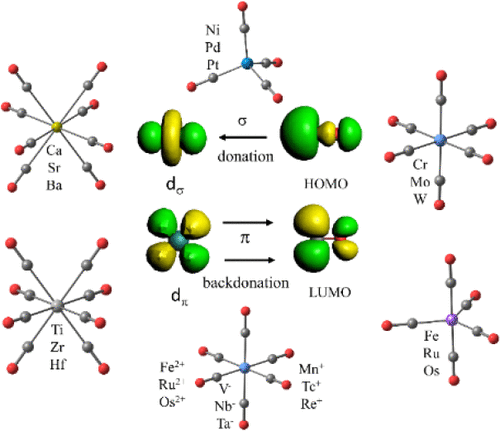 Ni
Pd
Pt
Ca
Sr
Ba
σ
donation
dσ
HOMO
Cr
Mo
W
π
backdonation
dπ
LUMO
Ti
Zr
Hf
Fe
Ru
Os
Fe²⁺
Ru²⁺
Os²⁺
V⁻
Nb⁻
Ta⁻
Mn⁺
Tc⁺
Re⁺